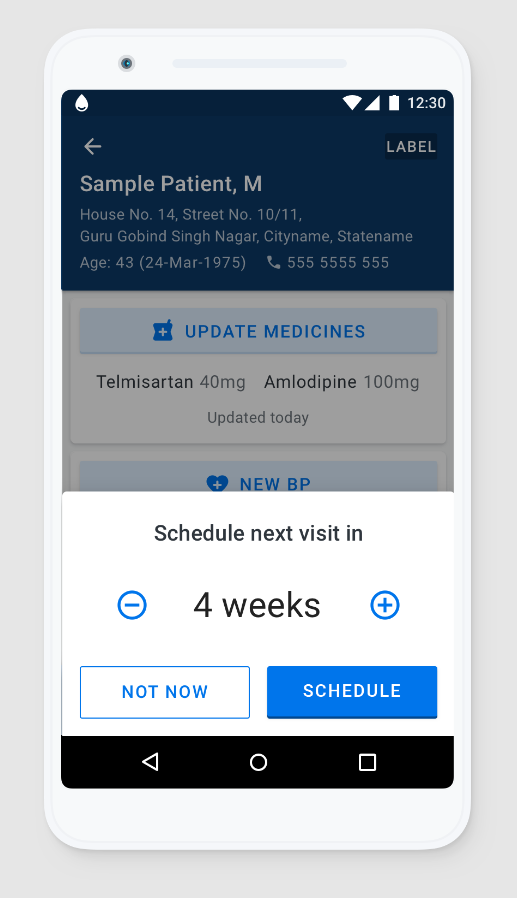 12:30
LABEL
Sample Patient, M
House No. 14, Street No. 10/11,
Guru Gobind Singh Nagar, Cityname, Statename
Age: 43 (24-Mar-1975) 555 5555 555
UPDATE MEDICINES
Telmisartan 40mg Amlodipine 100mg
Updated today
NEW BP
Schedule next visit in
4 weeks
NOT NOW SCHEDULE